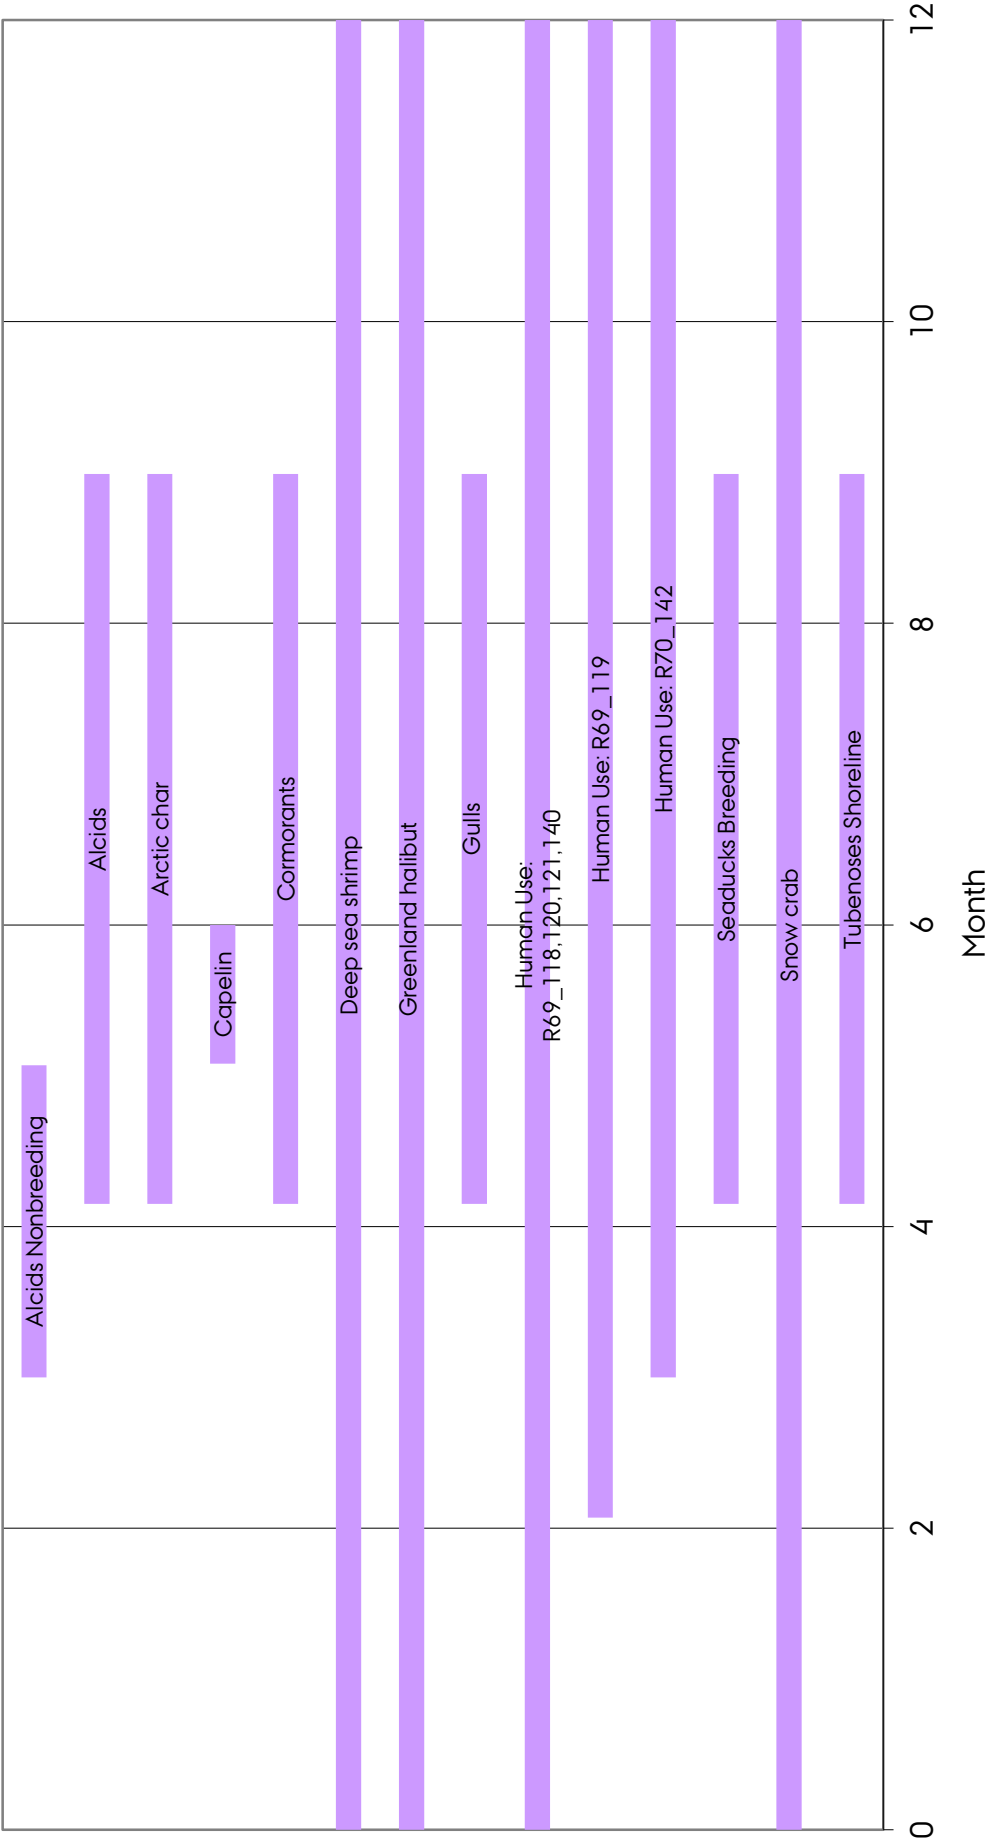 Alcids Nonbreeding
Alcids
Arctic char
Capelin
Cormorants
Deep sea shrimp
Greenland halibut
Gulls
Human Use:
R69_118,120,121,140
Human Use: R69_119
Human Use: R70_142
Seaducks Breeding
Snow crab
Tubenoses Shoreline
0 2 4 6 8 10 12
Month